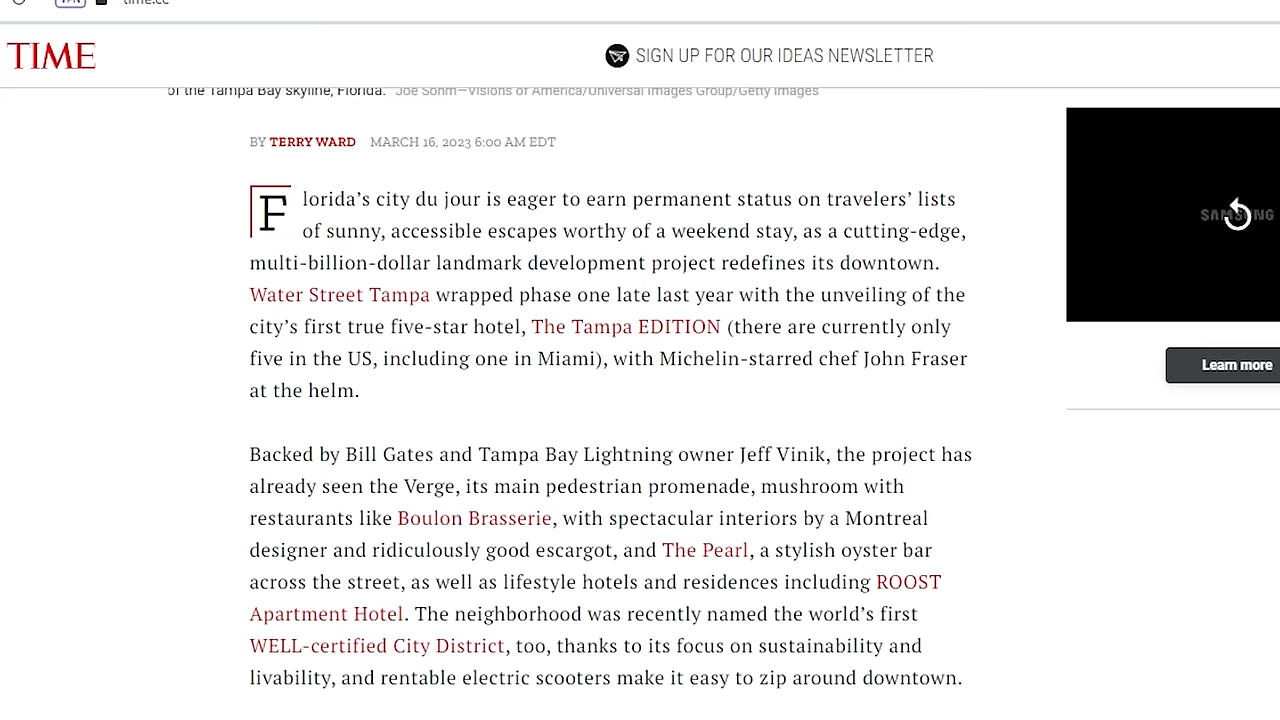 TIME
SIGN UP FOR OUR IDEAS NEWSLETTER
of the Tampa Bay skyline, Florida. Joe Sohm—Visions of America/Universal Images Group/Getty Images
BY TERRY WARD MARCH 16, 2023 6:00 AM EDT
Florida’s city du jour is eager to earn permanent status on travelers’ lists
of sunny, accessible escapes worthy of a weekend stay, as a cutting-edge,
multi-billion-dollar landmark development project redefines its downtown.
Water Street Tampa wrapped phase one late last year with the unveiling of the
city’s first true five-star hotel, The Tampa EDITION (there are currently only
five in the US, including one in Miami), with Michelin-starred chef John Fraser
at the helm.
Backed by Bill Gates and Tampa Bay Lightning owner Jeff Vinik, the project has
already seen the Verge, its main pedestrian promenade, mushroom with
restaurants like Boulon Brasserie, with spectacular interiors by a Montreal
designer and ridiculously good escargot, and The Pearl, a stylish oyster bar
across the street, as well as lifestyle hotels and residences including ROOST
Apartment Hotel. The neighborhood was recently named the world’s first
WELL-certified City District, too, thanks to its focus on sustainability and
livability, and rentable electric scooters make it easy to zip around downtown.
SAMSUNG
Learn more